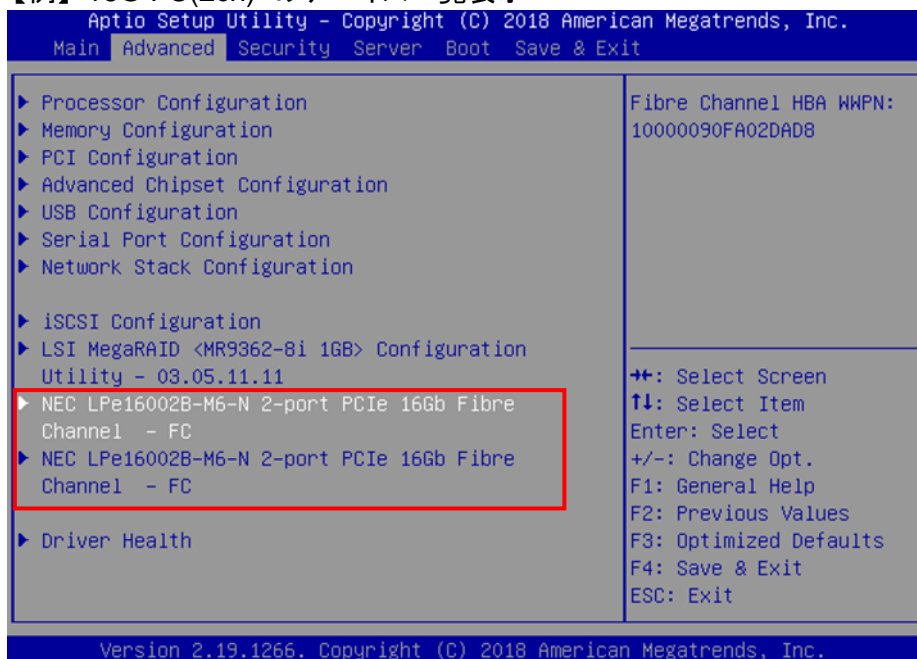 Aptio Setup Utility – Copyright (C) 2018 American Megatrends, Inc.
Main Advanced Security Server Boot Save & Exit
▶ Processor Configuration
▶ Memory Configuration
▶ PCI Configuration
▶ Advanced Chipset Configuration
▶ USB Configuration
▶ Serial Port Configuration
▶ Network Stack Configuration
▶ iSCSI Configuration
▶ LSI MegaRAID <MR9362-8i 1GB> Configuration
Utility – 03.05.11.11
▶ NEC LPe16002B-M6-N 2-port PCIe 16Gb Fibre
Channel – FC
▶ NEC LPe16002B-M6-N 2-port PCIe 16Gb Fibre
Channel – FC
▶ Driver Health
Fibre Channel HBA WWPN:
10000090FA02DAD8
→←: Select Screen
↑↓: Select Item
Enter: Select
+/-: Change Opt.
F1: General Help
F2: Previous Values
F3: Optimized Defaults
F4: Save & Exit
ESC: Exit
Version 2.19.1266. Copyright (C) 2018 American Megatrends, Inc.